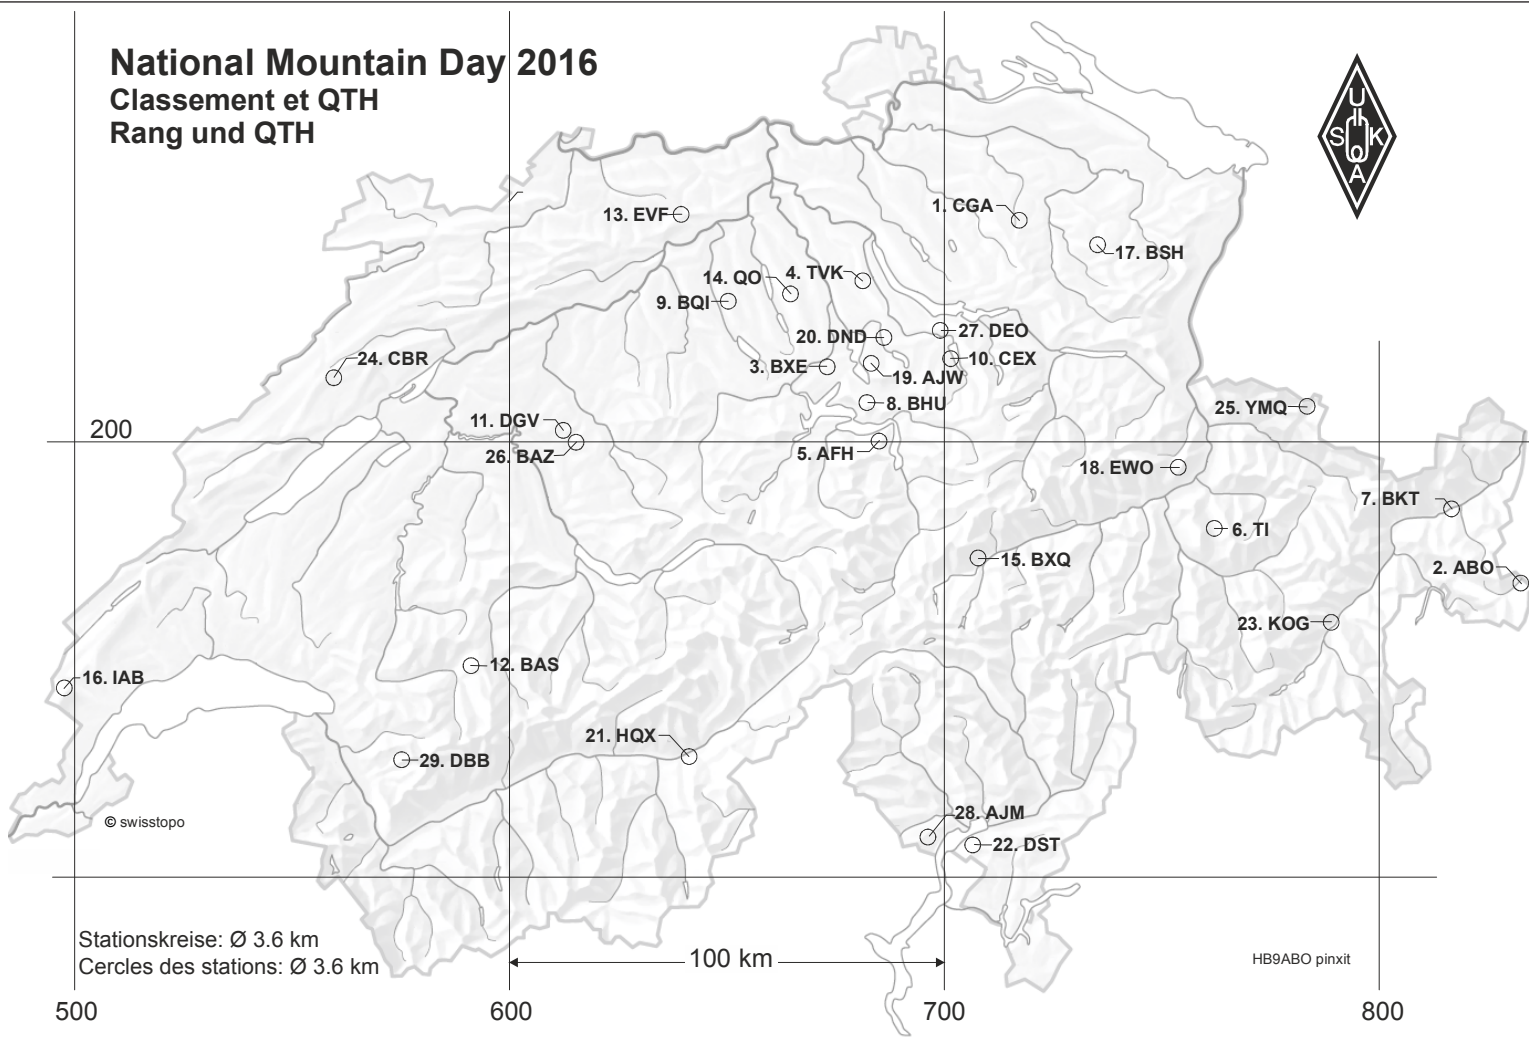 National Mountain Day 2016
Classement et QTH
Rang und QTH
U
S K
A
1. CGA
13. EVF
17. BSH
14. QO
4. TVK
9. BQI
20. DND
27. DEO
24. CBR
3. BXE
19. AJW
10. CEX
8. BHU
25. YMQ
11. DGV
200
26. BAZ
5. AFH
18. EWO
7. BKT
6. TI
15. BXQ
2. ABO
23. KOG
12. BAS
16. IAB
21. HQX
29. DBB
28. AJM
© swisstopo
22. DST
Stationskreise: Ø 3.6 km
Cercles des stations: Ø 3.6 km
100 km
HB9ABO pinxit
500 600 700 800